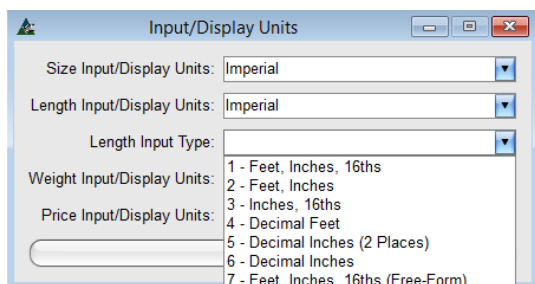 Input/Display Units
Size Input/Display Units: Imperial
Length Input/Display Units: Imperial
Length Input Type:
1 - Feet, Inches, 16ths
Weight Input/Display Units:
2 - Feet, Inches
3 - Inches, 16ths
Price Input/Display Units:
4 - Decimal Feet
5 - Decimal Inches (2 Places)
6 - Decimal Inches
7 - Feet, Inches, 16ths (Free-Form)